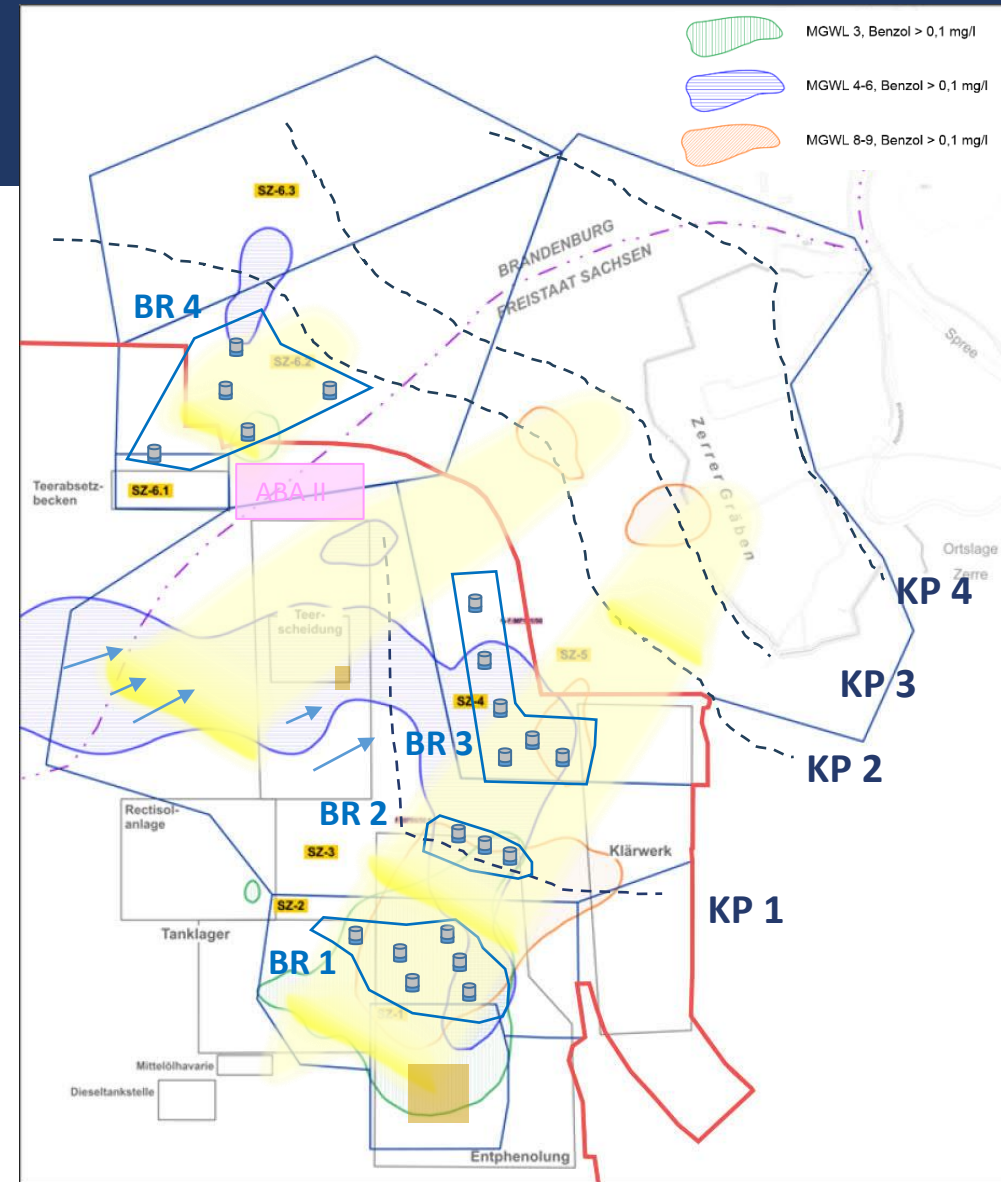 MGWL 3, Benzol > 0,1 mg/l
MGWL 4-6, Benzol > 0,1 mg/l
MGWL 8-9, Benzol > 0,1 mg/l
SZ-6.3
BRANDENBURG
FREISTAAT SACHSEN
BR 4
SZ-6.2
Spree
Zerrer Gräben
Teerabsetz-
becken
SZ-6.1
ABA II
Ortslage
Zerre
KP 4
Teer-
scheidung
SZ-5
KP 3
SZ-4
BR 3
KP 2
Rectisol-
anlage
BR 2
SZ-3
Klärwerk
SZ-2
KP 1
Tanklager
BR 1
SZ-1
Mittelölhavarie
Dieseltankstelle
Entphenolung